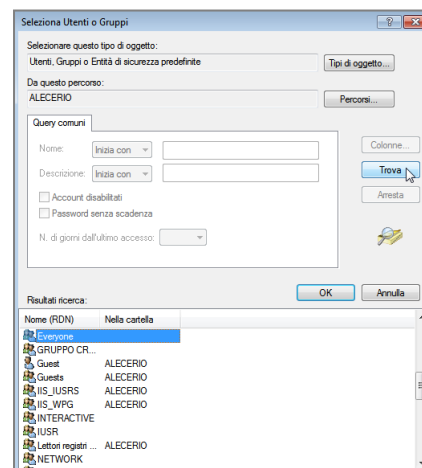 Seleziona Utenti o Gruppi
Selezionare questo tipo di oggetto:
Utenti, Gruppi o Entità di sicurezza predefinite
Tipi di oggetto...
Da questo percorso:
ALECERIO
Percorsi...
Query comuni
Nome: Inizia con
Colonne...
Descrizione: Inizia con
Trova
Account disabilitati
Arresta
Password senza scadenza
N. di giorni dall'ultimo accesso:
OK Annulla
Risultati ricerca:
Nome (RDN) Nella cartella
Everyone
GRUPPO CR...
Guest ALECERIO
Guests ALECERIO
IIS_IUSRS ALECERIO
IIS_WPG ALECERIO
INTERACTIVE
IUSR
Lettori registri ... ALECERIO
NETWORK